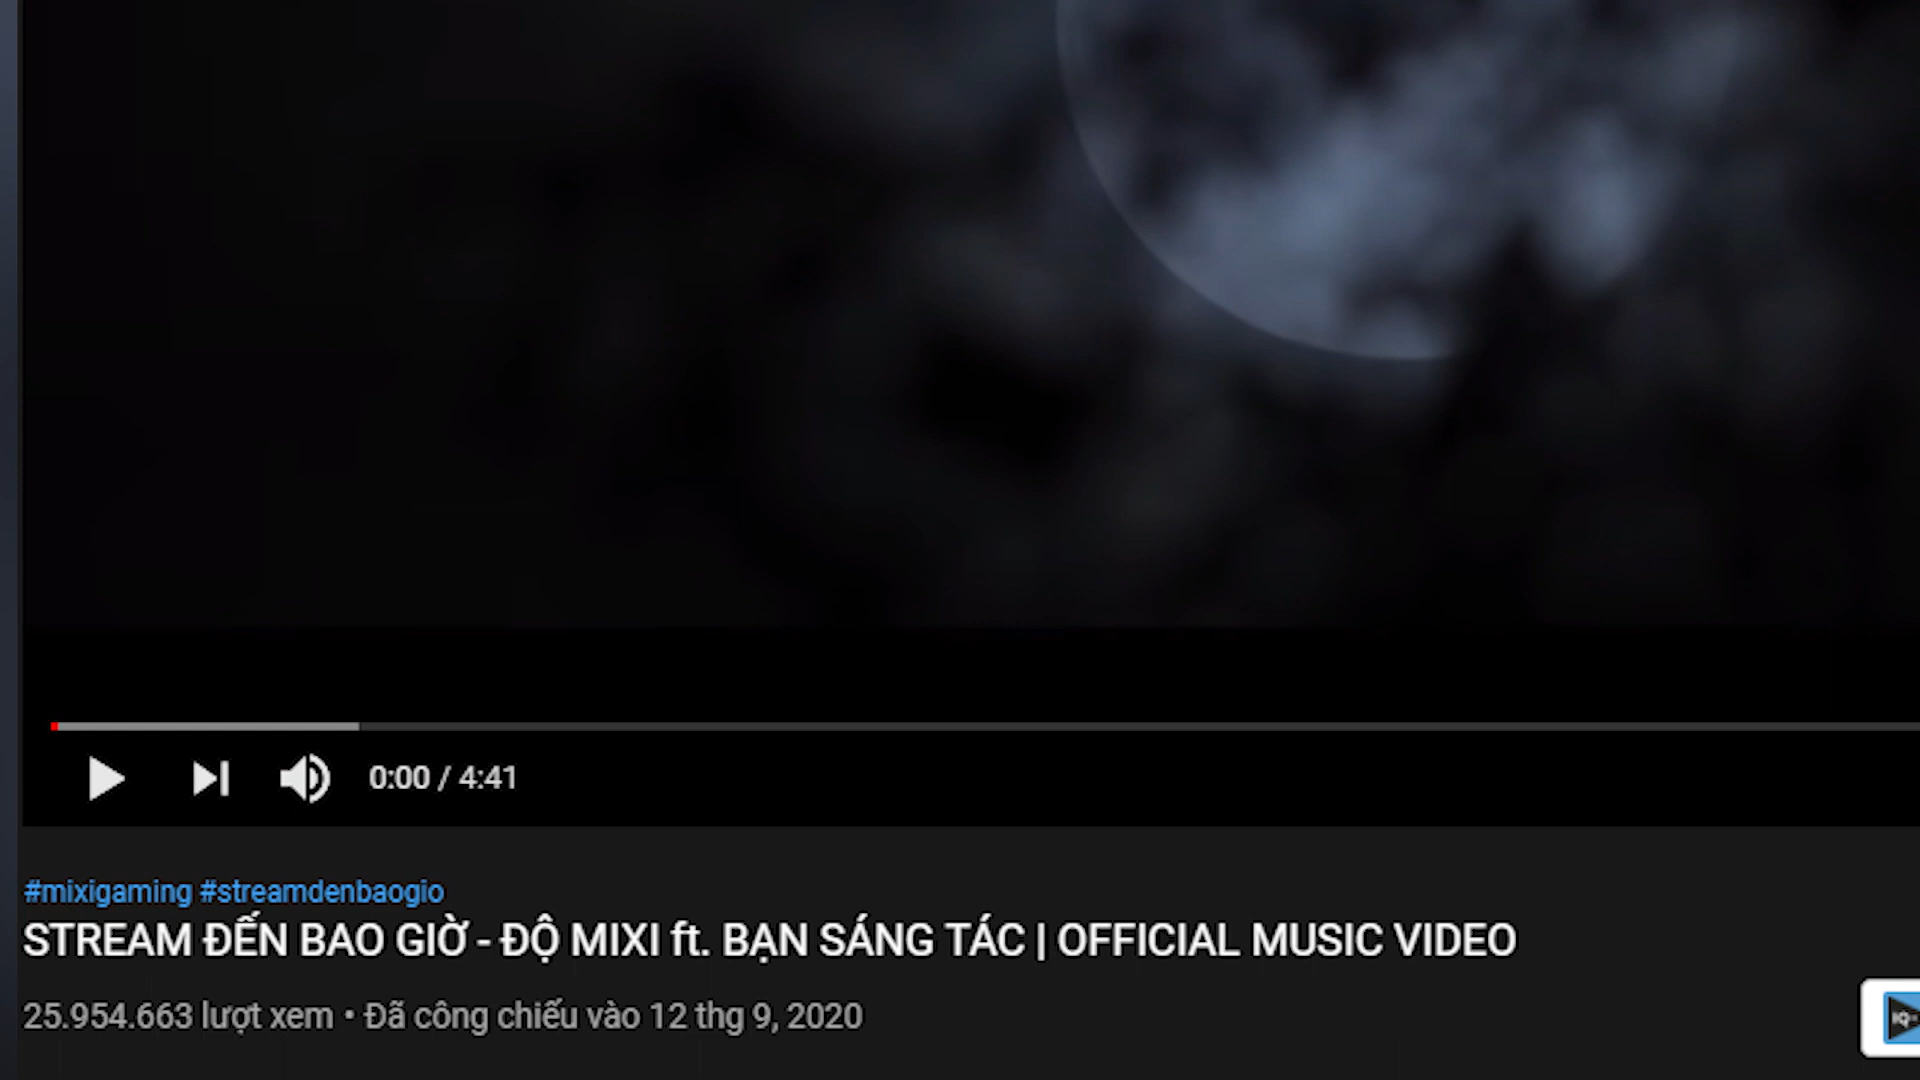 0:00 / 4:41
#mixigaming #streamdenbaogio
STREAM ĐẾN BAO GIỜ - ĐỘ MIXI ft. BẠN SÁNG TÁC | OFFICIAL MUSIC VIDEO
25.954.663 lượt xem • Đã công chiếu vào 12 thg 9, 2020
IQ